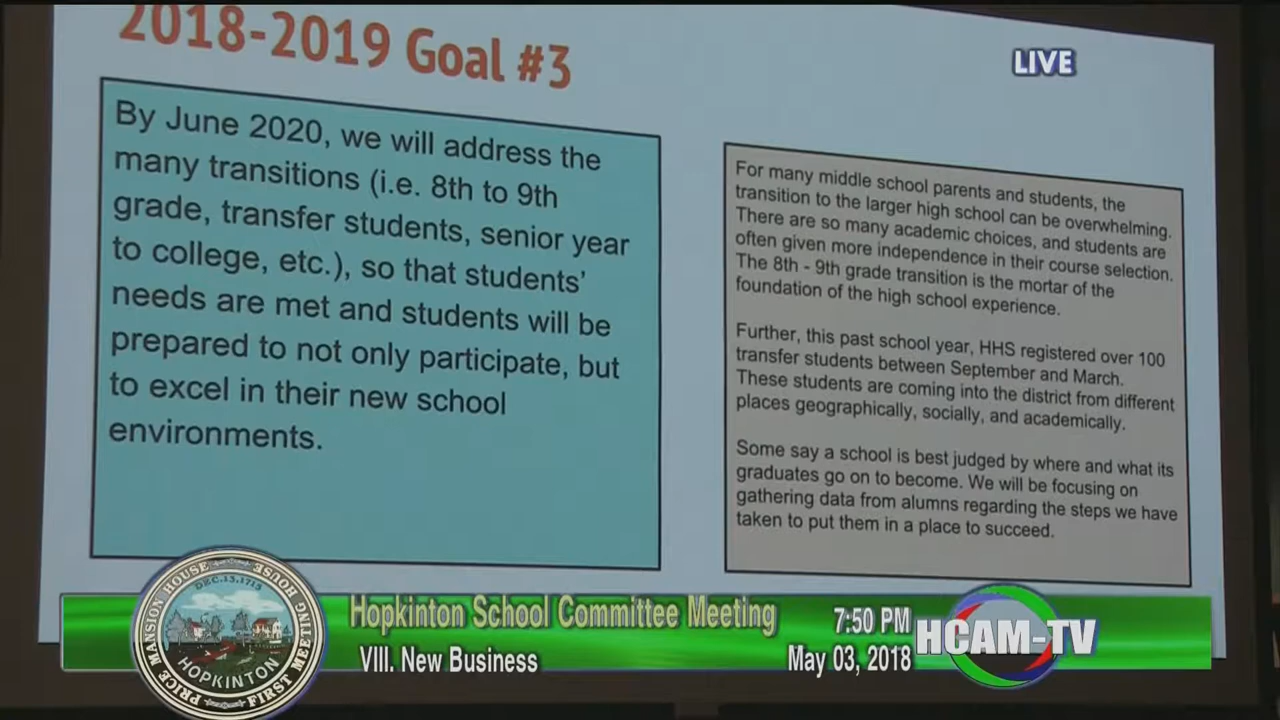 2018-2019 Goal #3
LIVE
By June 2020, we will address the
many transitions (i.e. 8th to 9th
grade, transfer students, senior year
to college, etc.), so that students'
needs are met and students will be
prepared to not only participate, but
to excel in their new school
environments.
For many middle school parents and students, the
transition to the larger high school can be overwhelming.
There are so many academic choices, and students are
often given more independence in their course selection.
The 8th - 9th grade transition is the mortar of the
foundation of the high school experience.
Further, this past school year, HHS registered over 100
transfer students between September and March.
These students are coming into the district from different
places geographically, socially, and academically.
Some say a school is best judged by where and what its
graduates go on to become. We will be focusing on
gathering data from alumns regarding the steps we have
taken to put them in a place to succeed.
PRICE MANSION HOUSE FIRST MEETING HOUSE
DEC.13.1715
HOPKINTON
Hopkinton School Committee Meeting
VIII. New Business
7:50 PM
May 03, 2018
HCAM-TV